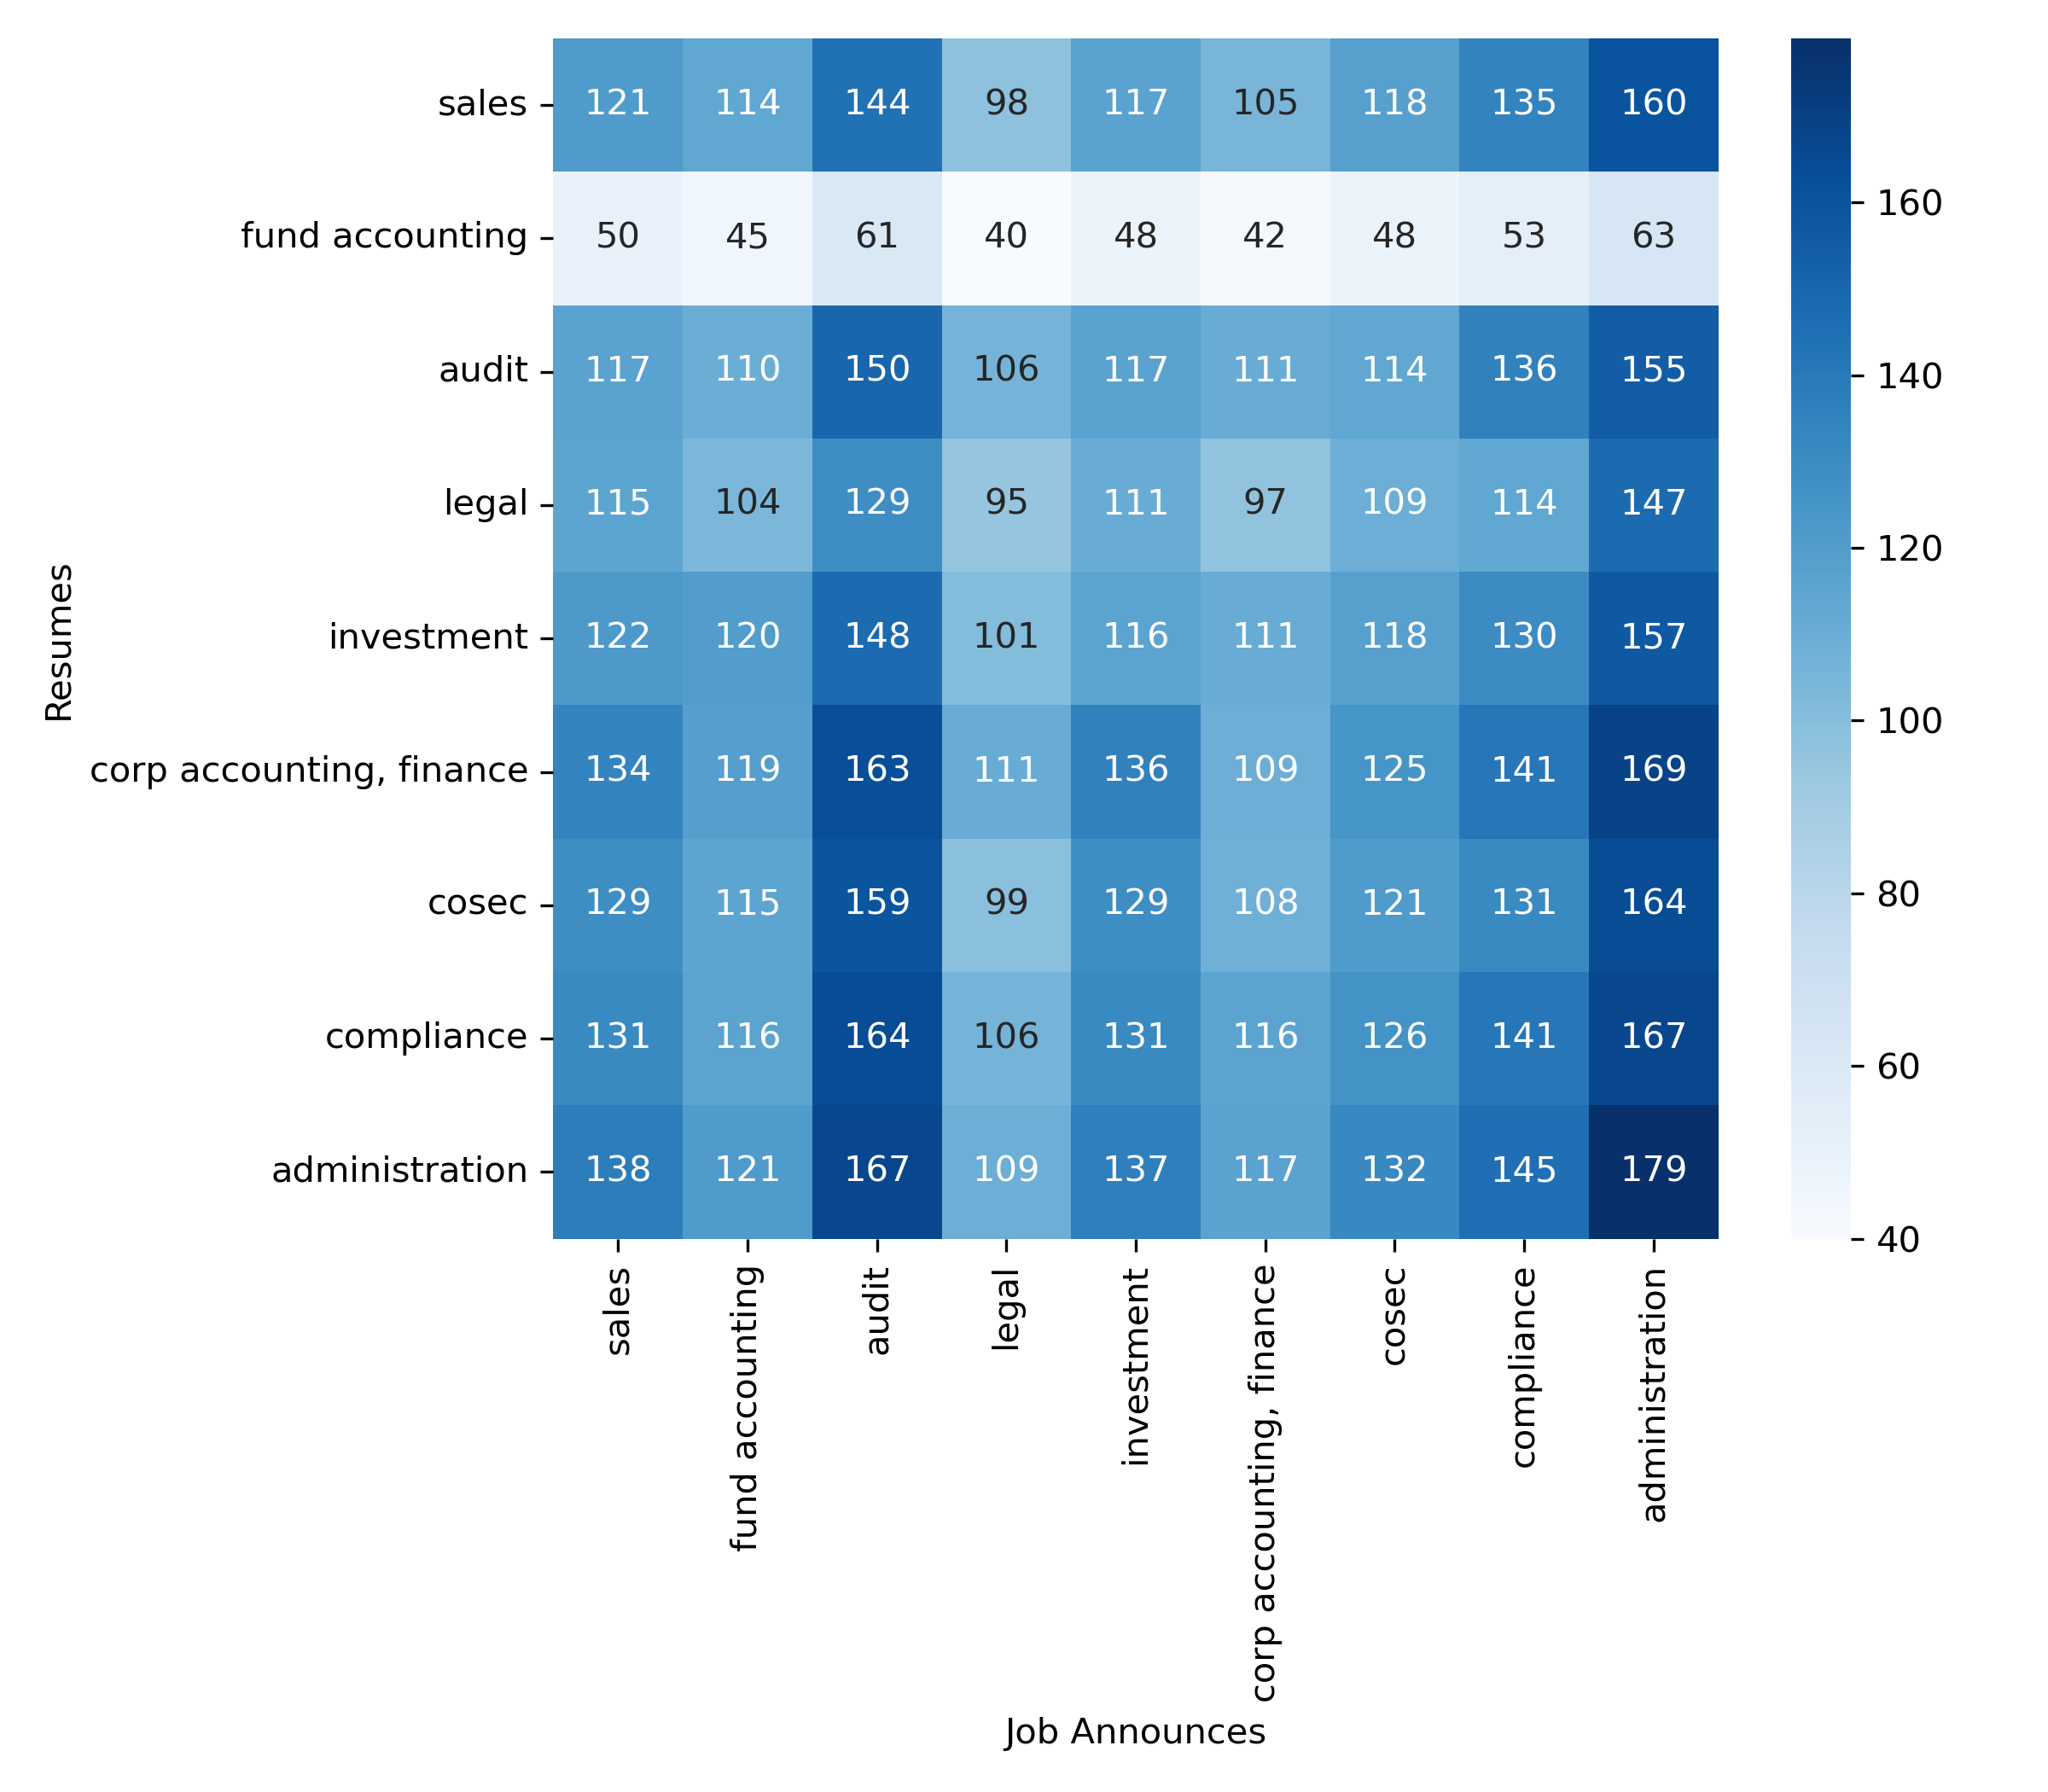 sales 121 114 144 98 117 105 118 135 160
fund accounting 50 45 61 40 48 42 48 53 63
audit 117 110 150 106 117 111 114 136 155
legal 115 104 129 95 111 97 109 114 147
investment 122 120 148 101 116 111 118 130 157
corp accounting, finance 134 119 163 111 136 109 125 141 169
cosec 129 115 159 99 129 108 121 131 164
compliance 131 116 164 106 131 116 126 141 167
administration 138 121 167 109 137 117 132 145 179
Resumes
sales
fund accounting
audit
legal
investment
corp accounting, finance
cosec
compliance
administration
Job Announces
160
140
120
100
80
60
40